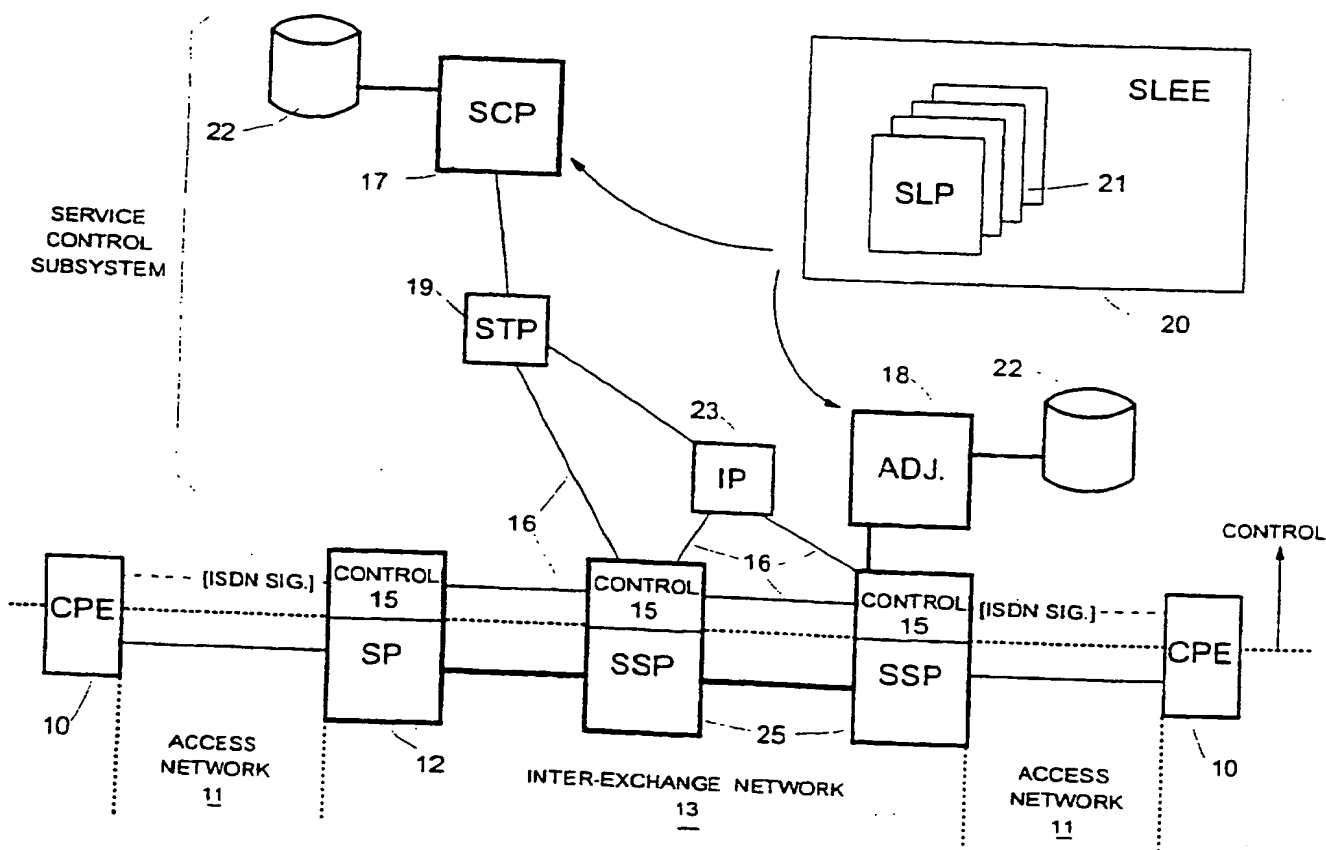 22
SCP
17
SLEE
SLP
21
20
SERVICE
CONTROL
SUBSYSTEM
19
STP
23
IP
18
ADJ.
22
16
16
CONTROL
CPE
10
[ISDN SIG.]
CONTROL
15
SP
12
CONTROL
15
SSP
25
CONTROL
15
SSP
[ISDN SIG.]
CPE
10
ACCESS
NETWORK
11
INTER-EXCHANGE NETWORK
13
ACCESS
NETWORK
11